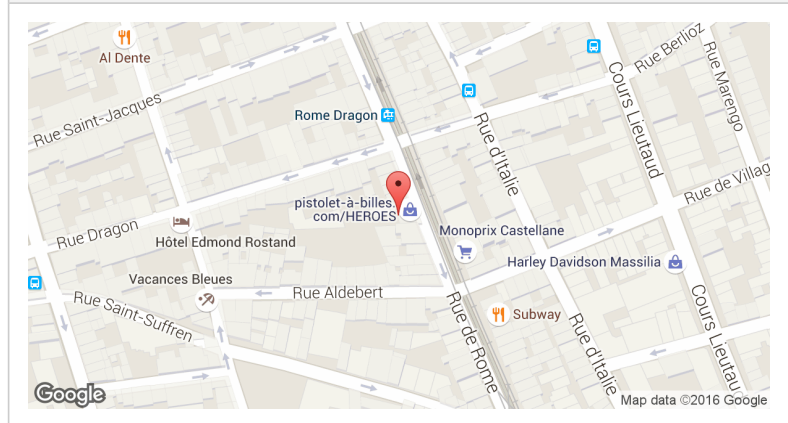 Al Dente
Rue Berlioz
Rue Marengo
Rue Saint-Jacques
Rome Dragon
Rue d'Italie
Cours Lieutaud
Rue de Villag
pistolet-à-billes.
com/HEROES
Monoprix Castellane
Rue Dragon
Hôtel Edmond Rostand
Harley Davidson Massilia
Vacances Bleues
Rue Aldebert
Rue Saint-Suffren
Rue de Rome
Subway
Rue d'Italie
Cours Lieutau
Google
Map data ©2016 Google